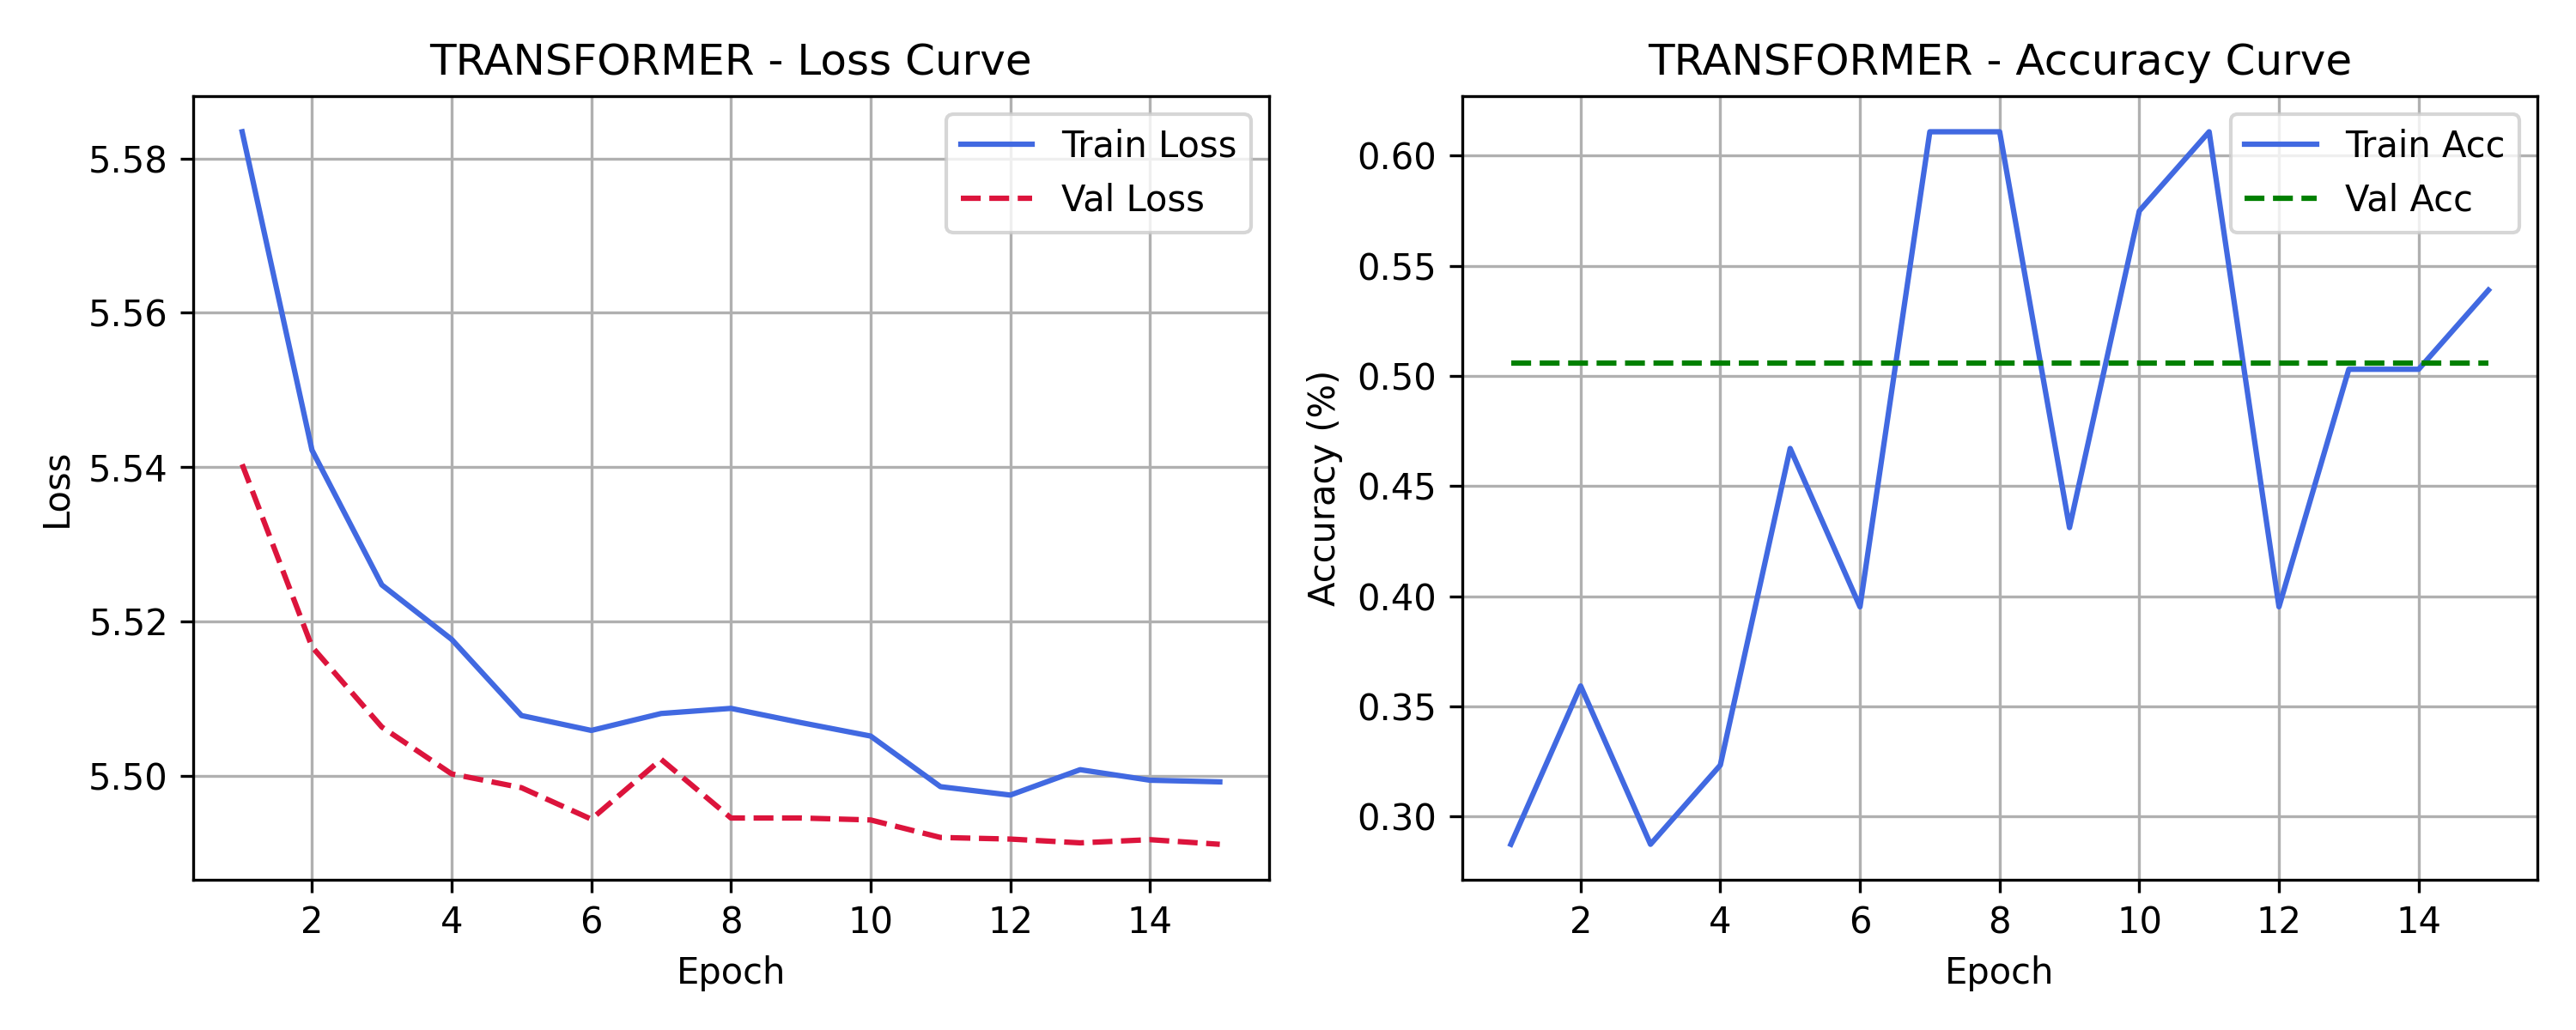 TRANSFORMER - Loss Curve
5.58
5.56
5.54
5.52
5.50
Loss
Train Loss
Val Loss
2 4 6 8 10 12 14
Epoch
TRANSFORMER - Accuracy Curve
0.60
0.55
0.50
0.45
0.40
0.35
0.30
Accuracy (%)
Train Acc
Val Acc
2 4 6 8 10 12 14
Epoch